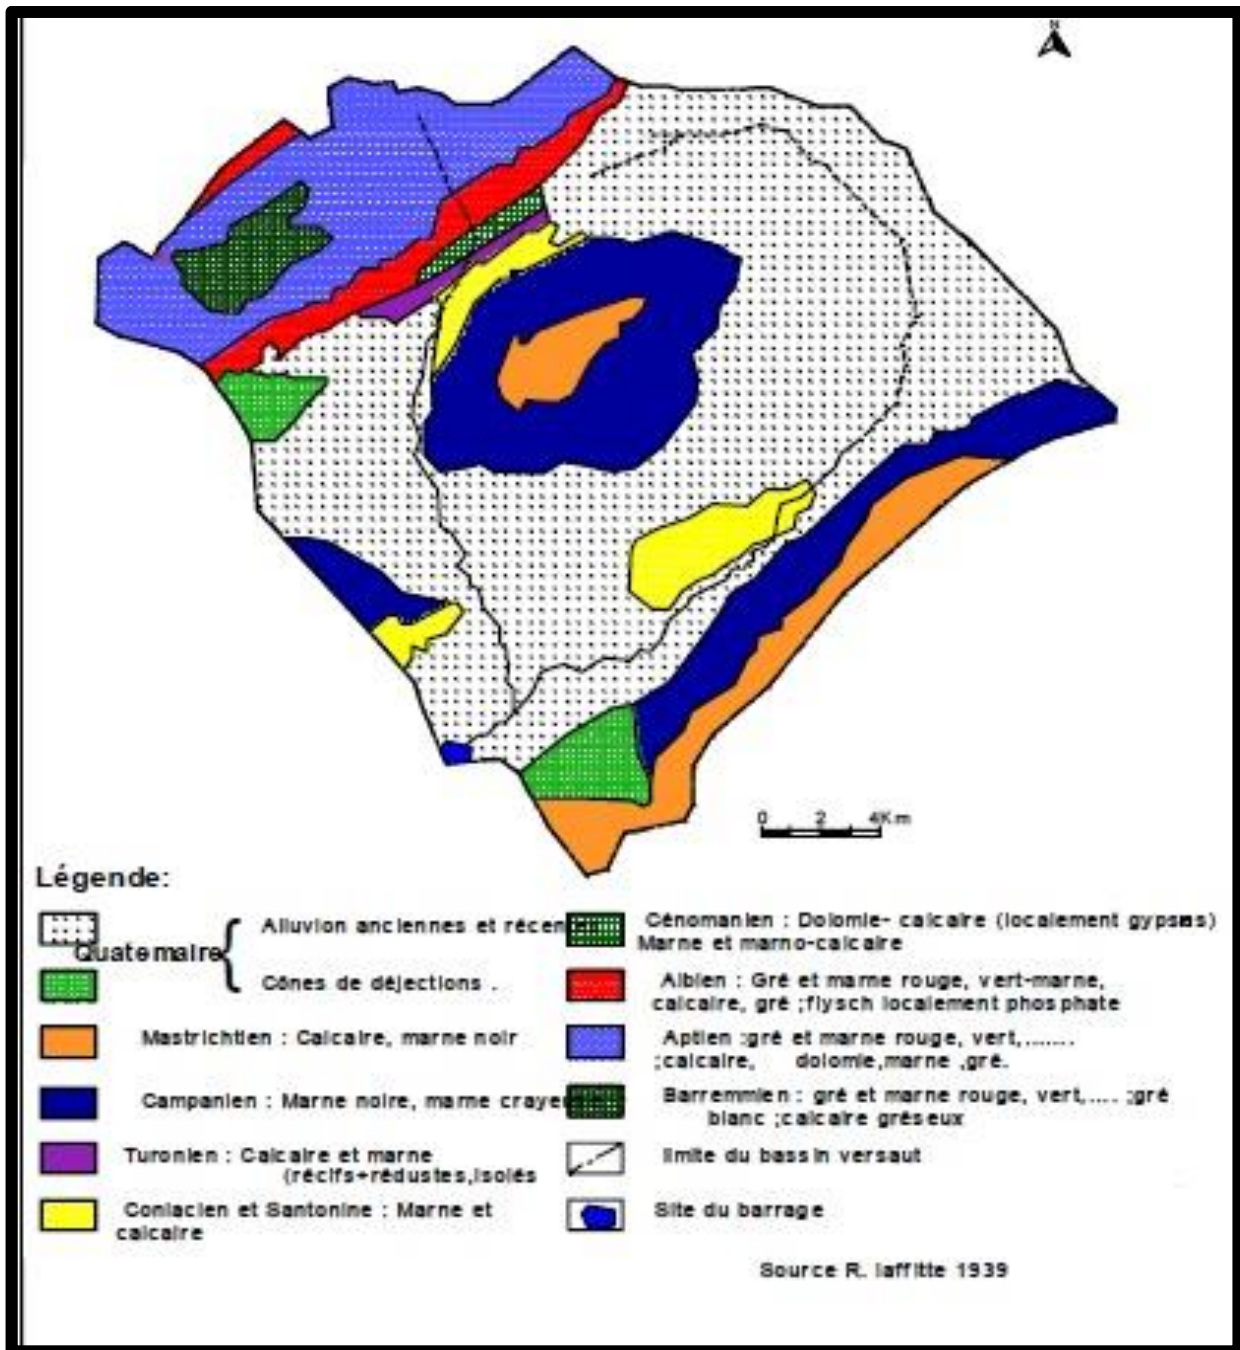 N
0 2 4Km
Légende:
Quaternaire
Alluvion anciennes et
Cônes de déjections .
Mastrichtien : Calcaire, marne noir
Campanien : Marne noire, marne
Turonien : Calcaire et marne
(récifs+rédustes,isolés
Coniacien et Santonine : Marne et
calcaire
Cénomanien : Dolomie- calcaire (localement
Marne et marno-calcaire
Albien : Gré et marne rouge, vert-marne,
calcaire, gré ;flysch localement phosphate
Aptien ;gré et marne rouge, vert,.......
;calcaire, dolomie,marne ,gré.
Barremmien : gré et marne rouge, vert,.... ;gré
blanc ;calcaire gréseux
limite du bassin versaut
Site du barrage
Source R. laffitte 1939